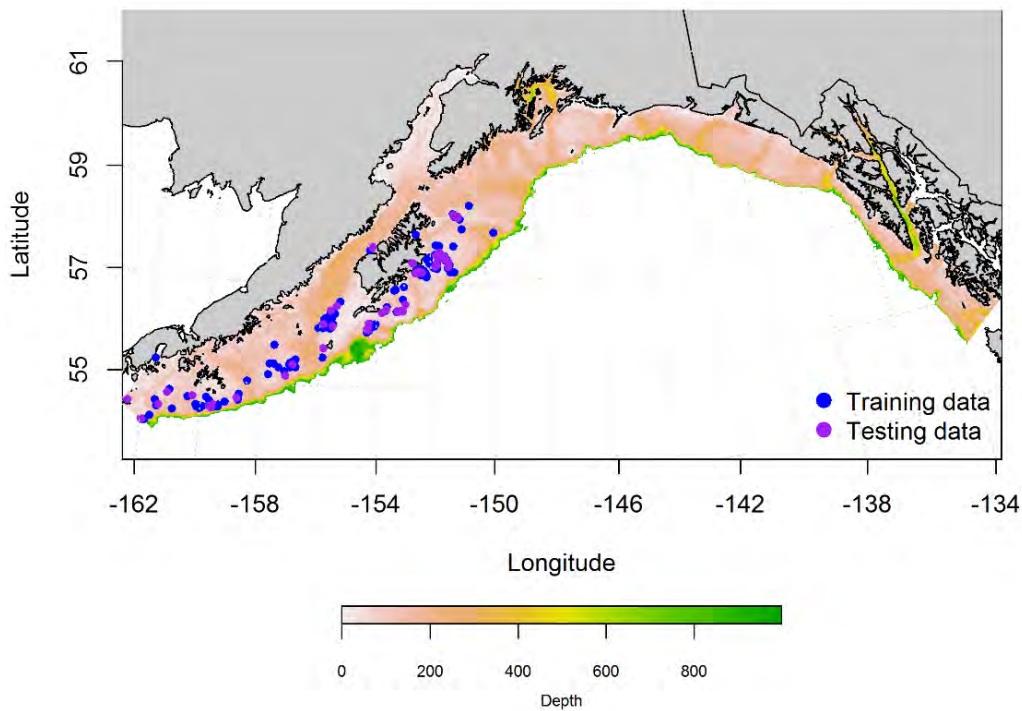 61
59
57
55
Latitude
Training data
Testing data
-162 -158 -154 -150 -146 -142 -138 -134
Longitude
0 200 400 600 800
Depth